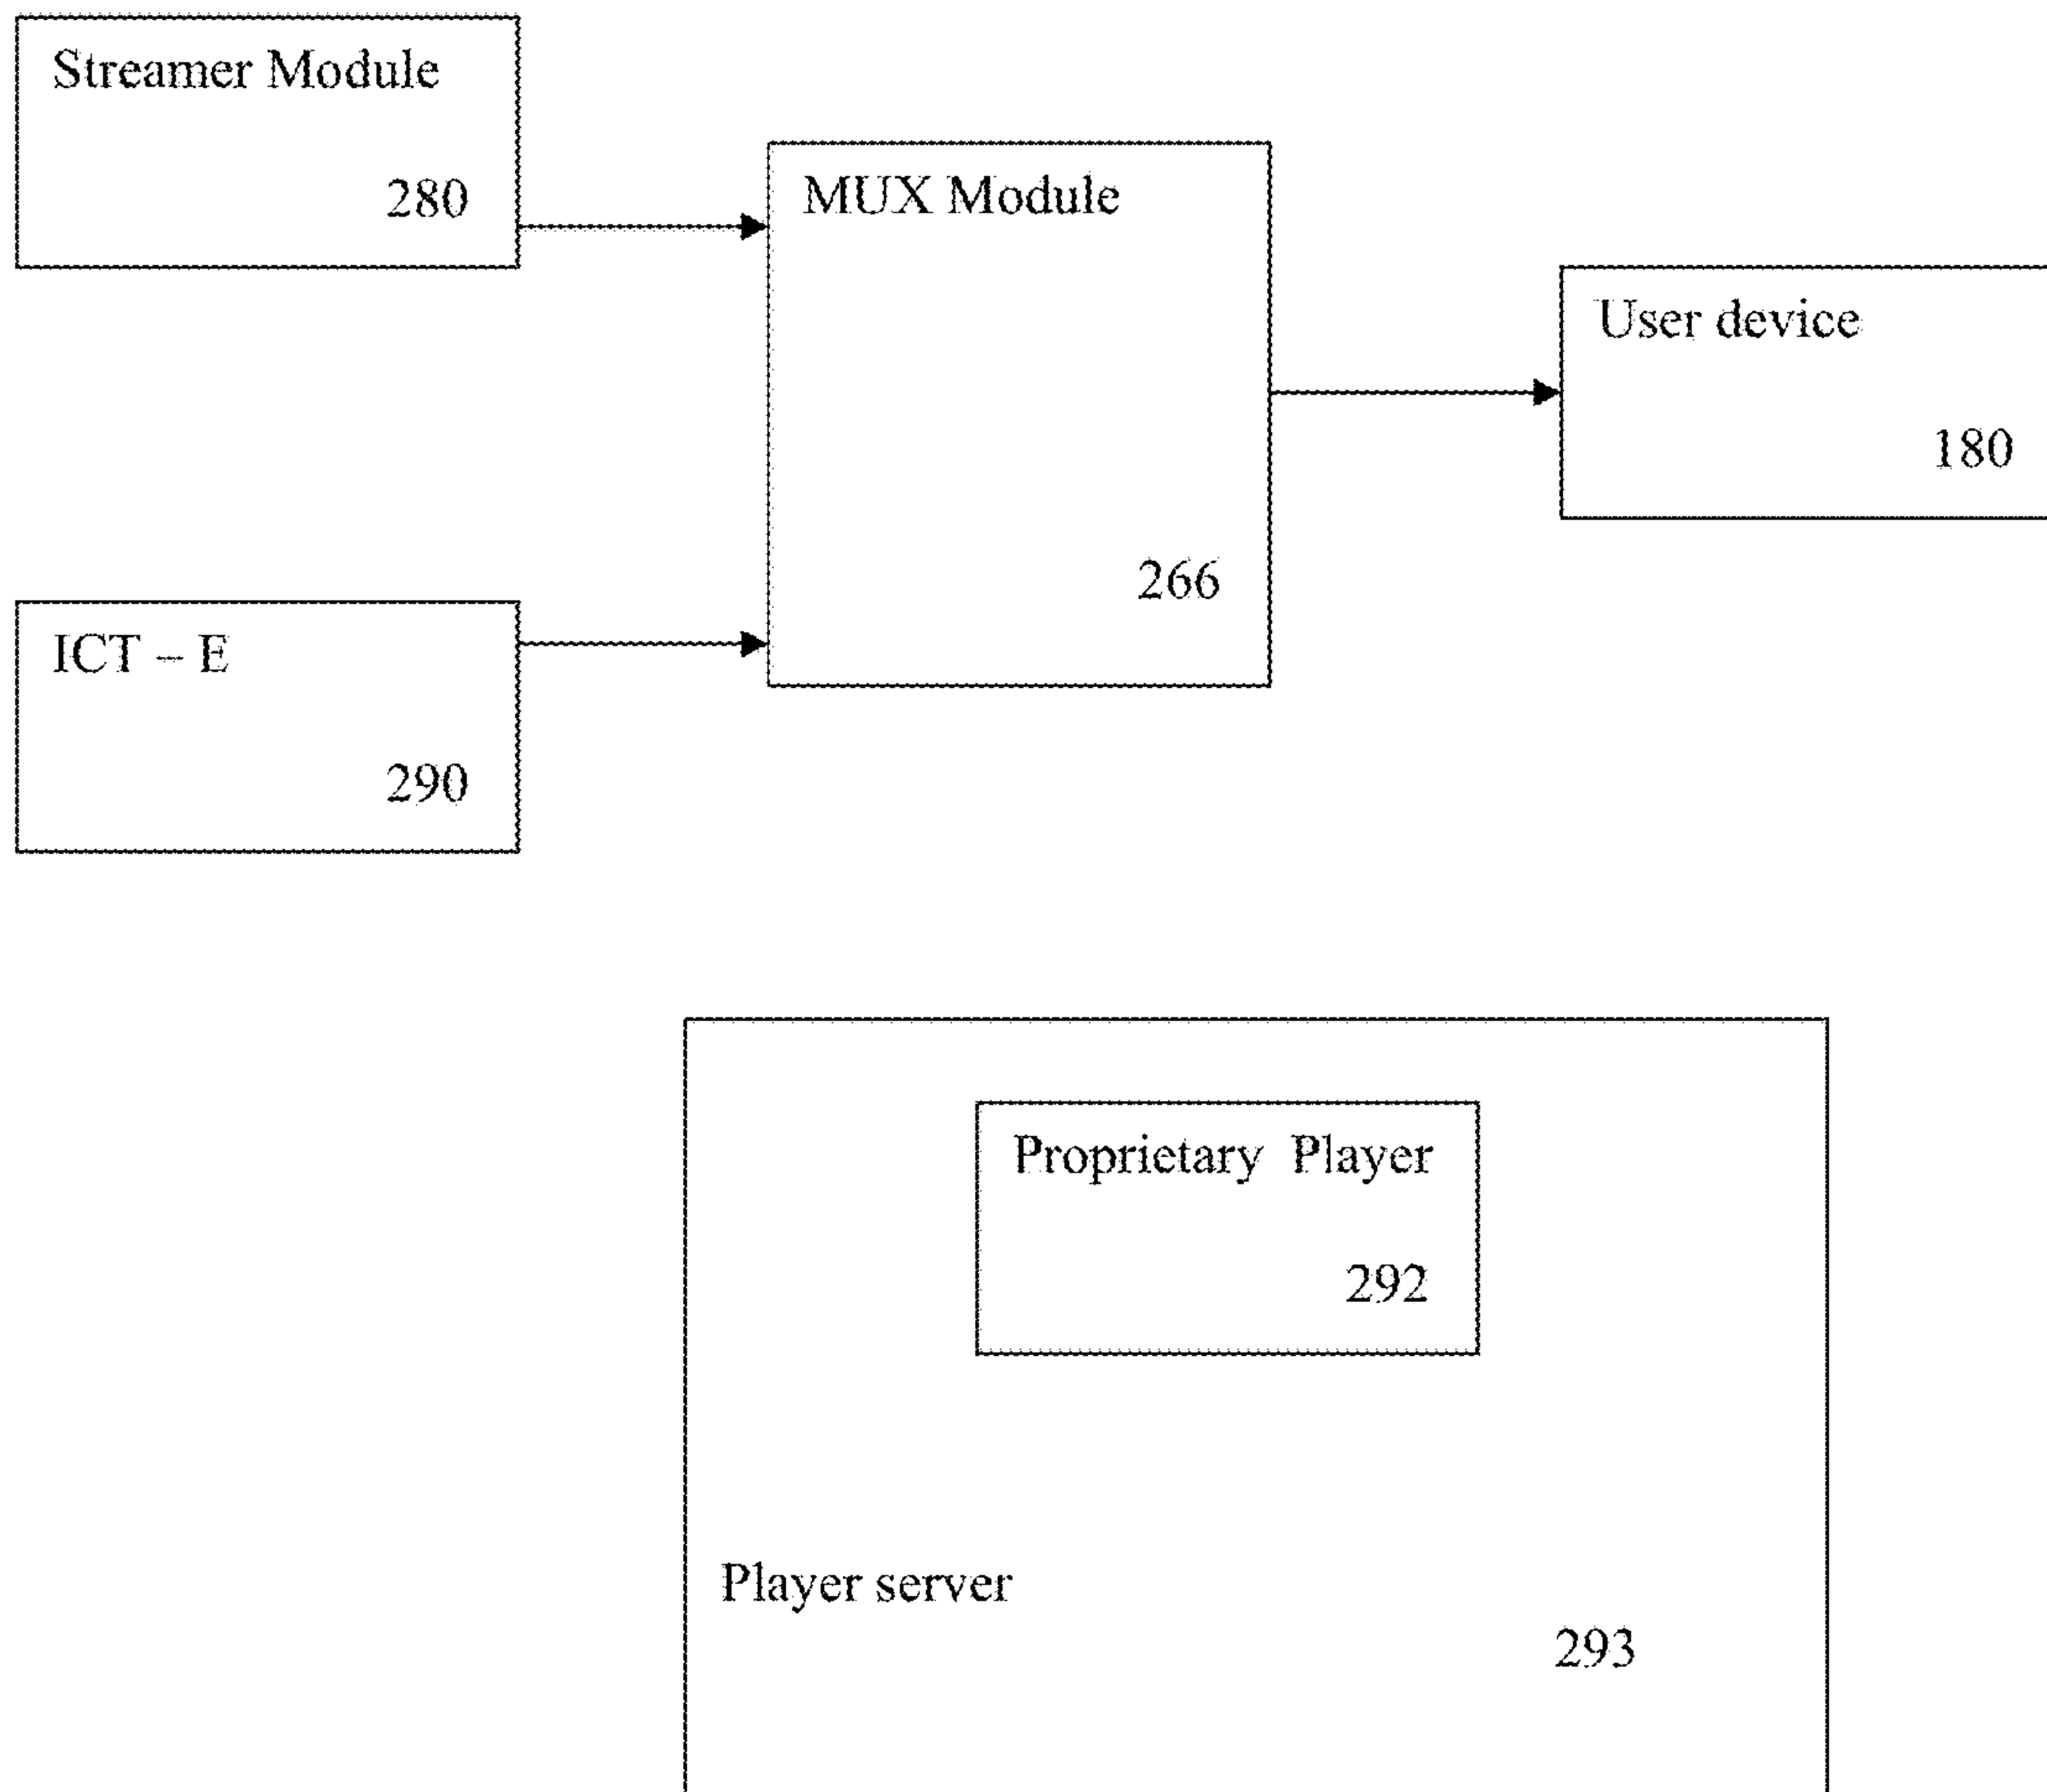 Streamer Module
280
MUX Module
266
User device
180
ICT – E
290
Proprietary Player
292
Player server
293